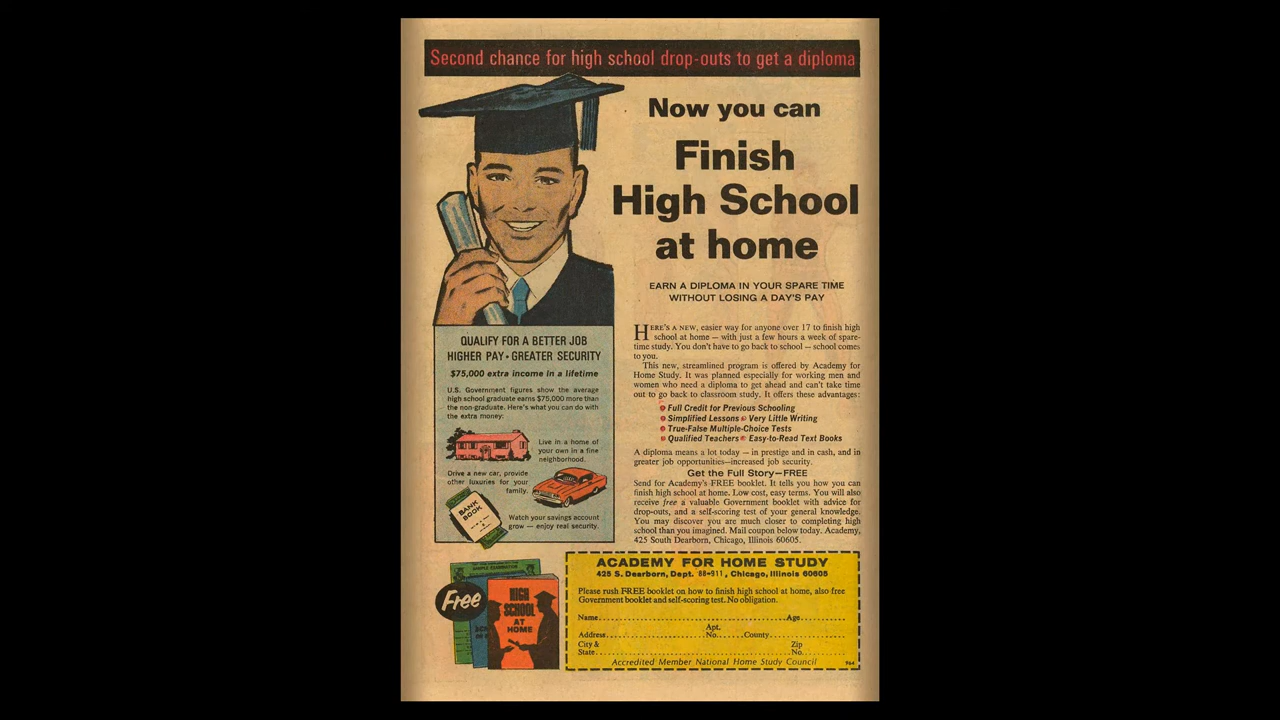 Second chance for high school drop-outs to get a diploma
Now you can
Finish
High School
at home
EARN A DIPLOMA IN YOUR SPARE TIME
WITHOUT LOSING A DAY'S PAY
HERE'S A NEW, easier way for anyone over 17 to finish high
school at home — with just a few hours a week of spare-
time study. You don't have to go back to school — school comes
to you.
This new, streamlined program is offered by Academy for
Home Study. It was planned especially for working men and
women who need a diploma to get ahead and can't take time
out to go back to classroom study. It offers these advantages:
Full Credit for Previous Schooling
Simplified Lessons • Very Little Writing
True-False Multiple-Choice Tests
Qualified Teachers • Easy-to-Read Text Books
A diploma means a lot today — in prestige and in cash, and in
greater job opportunities—increased job security.
Get the Full Story—FREE
Send for Academy's FREE booklet. It tells you how you can
finish high school at home. Low cost, easy terms. You will also
receive free a valuable Government booklet with advice for
drop-outs, and a self-scoring test of your general knowledge.
You may discover you are much closer to completing high
school than you imagined. Mail coupon below today. Academy,
425 South Dearborn, Chicago, Illinois 60605.
QUALIFY FOR A BETTER JOB
HIGHER PAY • GREATER SECURITY
$75,000 extra income in a lifetime
U.S. Government figures show the average
high school graduate earns $75,000 more than
the non-graduate. Here's what you can do with
the extra money:
Live in a home of
your own in a fine
neighborhood.
Drive a new car, provide
other luxuries for your
family.
BANK
BOOK
Watch your savings account
grow — enjoy real security.
Free
HIGH
SCHOOL
AT
HOME
ACADEMY FOR HOME STUDY
425 S. Dearborn, Dept. 88-911, Chicago, Illinois 60605
Please rush FREE booklet on how to finish high school at home, also free
Government booklet and self-scoring test. No obligation.
Name Age
Apt.
Address No. County
City & Zip
State No.
Accredited Member National Home Study Council 964